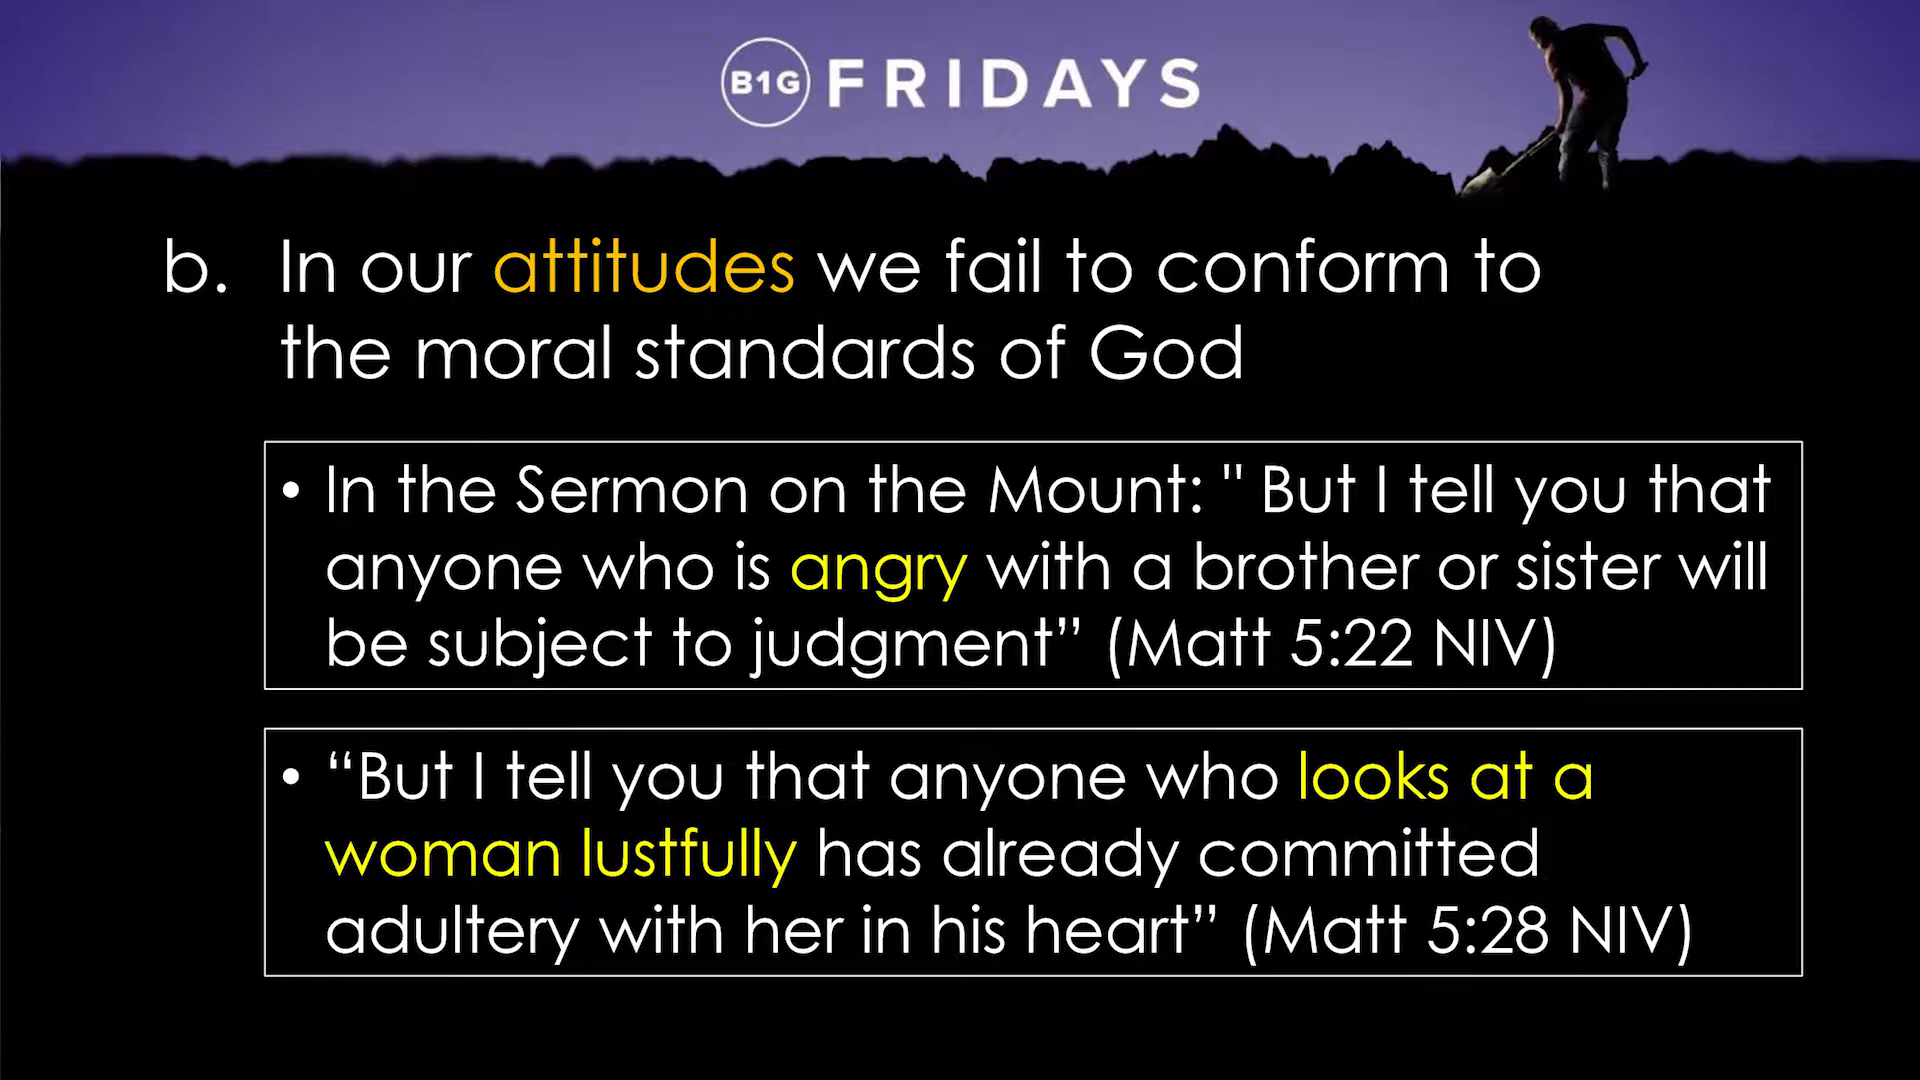 B1G FRIDAYS
b. In our attitudes we fail to conform to
the moral standards of God
• In the Sermon on the Mount: " But I tell you that
anyone who is angry with a brother or sister will
be subject to judgment” (Matt 5:22 NIV)
• “But I tell you that anyone who looks at a
woman lustfully has already committed
adultery with her in his heart” (Matt 5:28 NIV)